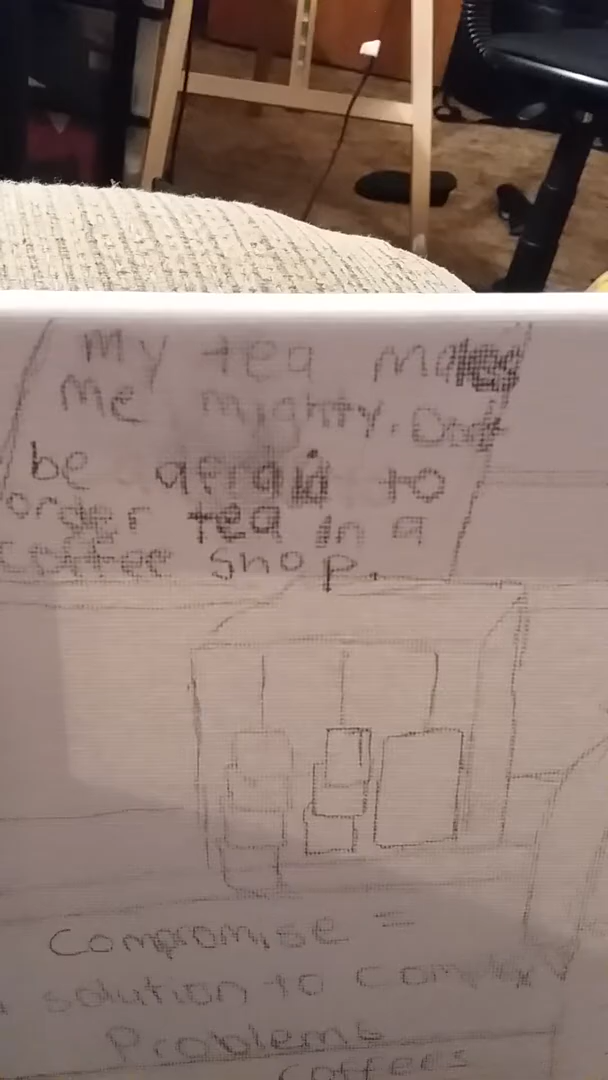 My tea makes
me mighty. Dont
be afraid to
order tea in a
coffee shop.
Compromise =
solution to complex
Problems
Coffees